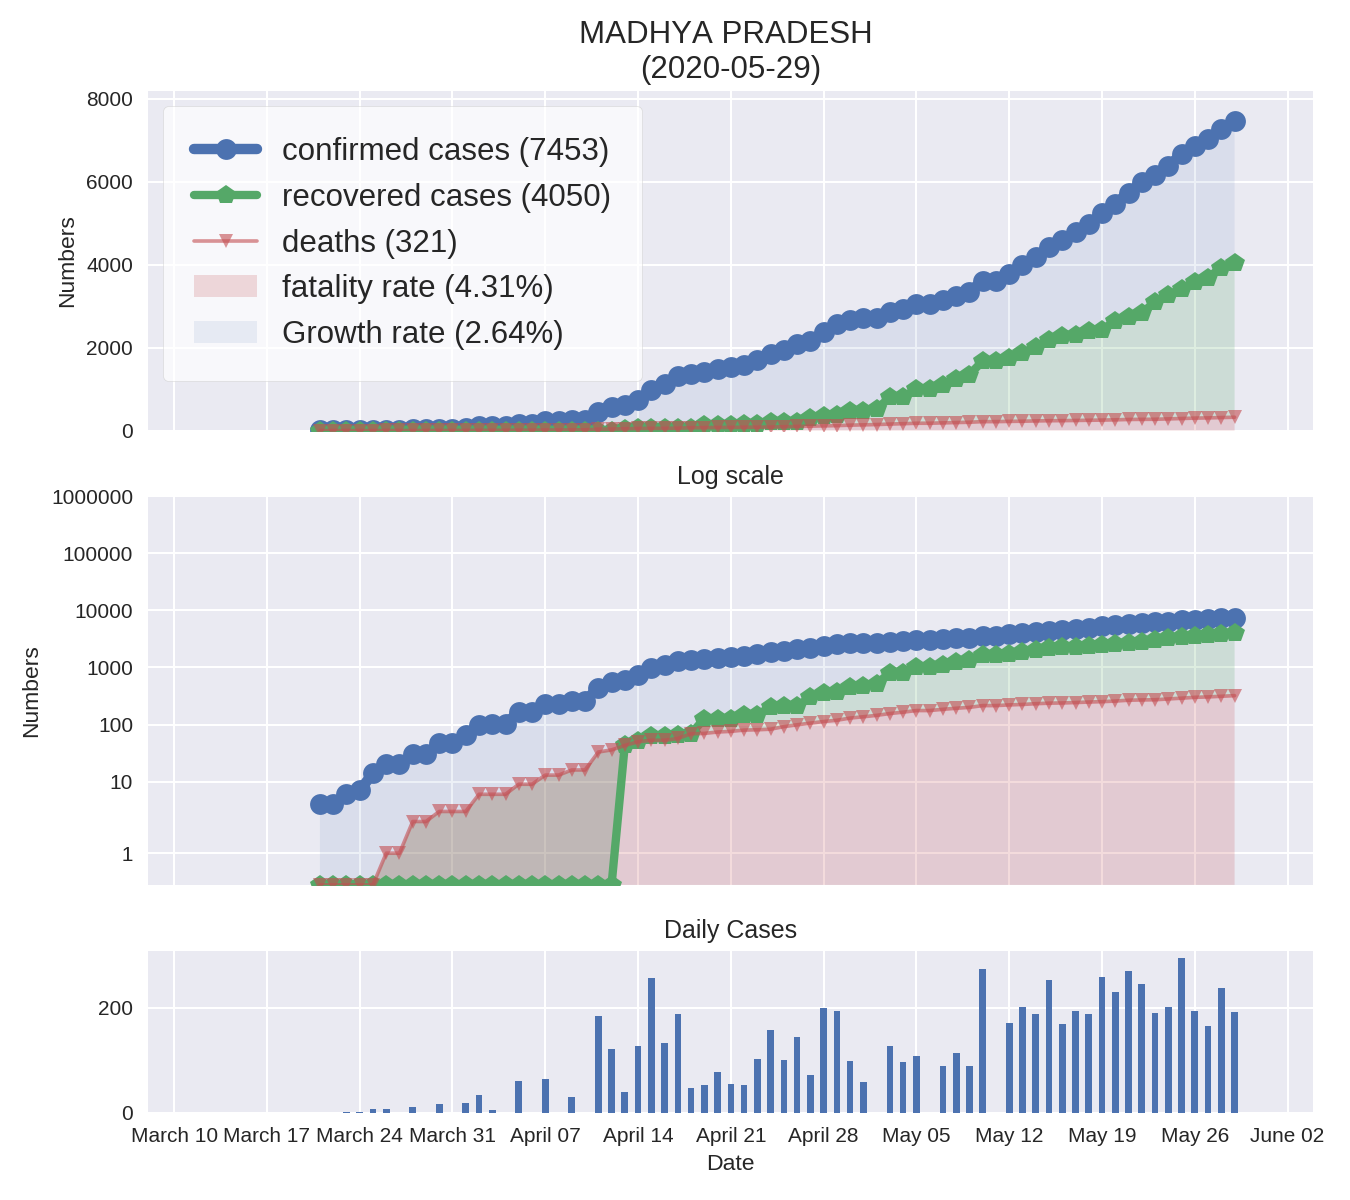 MADHYA PRADESH
(2020-05-29)
8000
6000
4000
2000
0
Numbers
confirmed cases (7453)
recovered cases (4050)
deaths (321)
fatality rate (4.31%)
Growth rate (2.64%)
Log scale
1000000
100000
10000
1000
100
10
1
Numbers
Daily Cases
200
0
March 10 March 17 March 24 March 31 April 07 April 14 April 21 April 28 May 05 May 12 May 19 May 26 June 02
Date